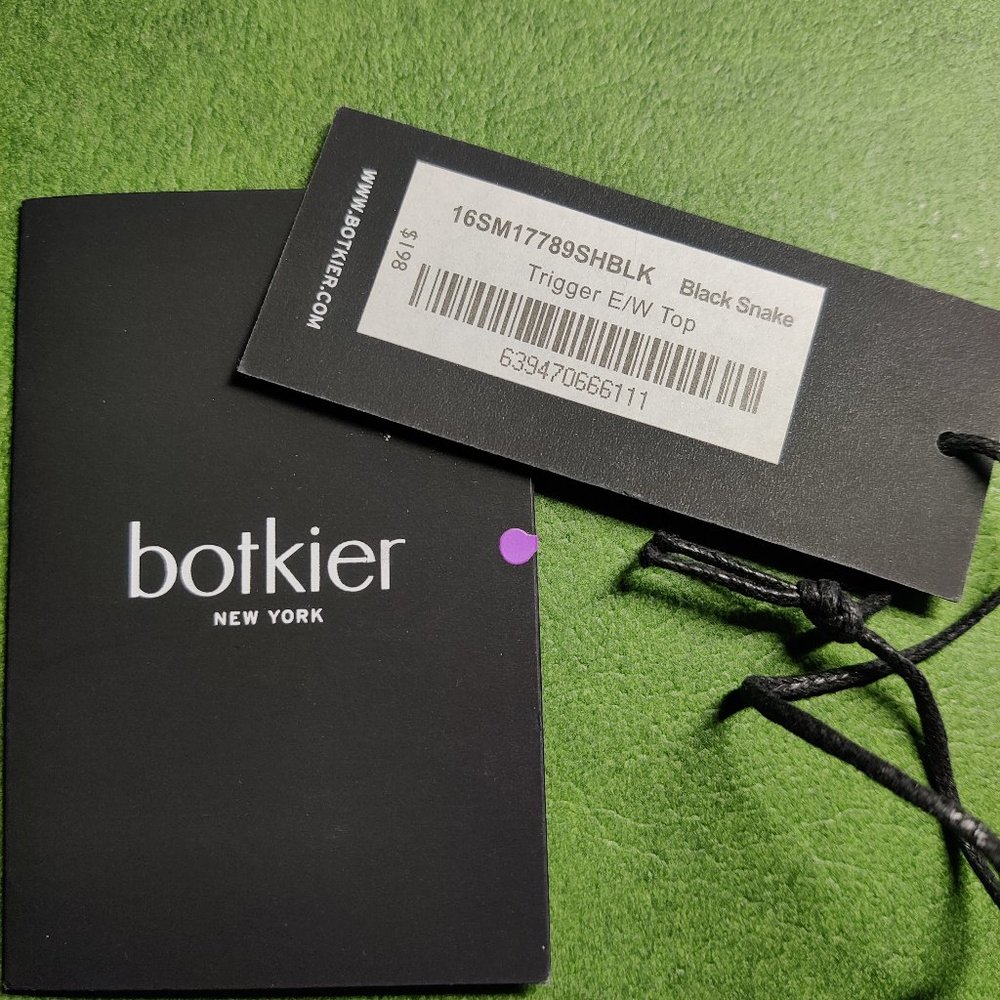 WWW.BOTKIER.COM
16SM17789SHBLK Black Snake
$198
Trigger E/W Top
639470666111
botkier
NEW YORK